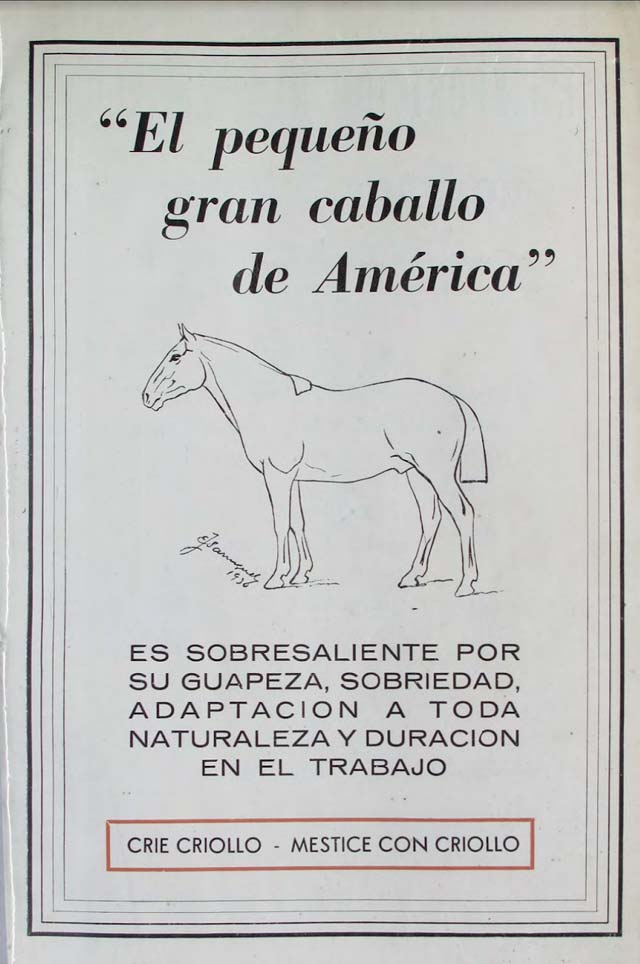 “El pequeño
gran caballo
de América”
1936
ES SOBRESALIENTE POR
SU GUAPEZA, SOBRIEDAD,
ADAPTACION A TODA
NATURALEZA Y DURACION
EN EL TRABAJO
CRIE CRIOLLO - MESTICE CON CRIOLLO